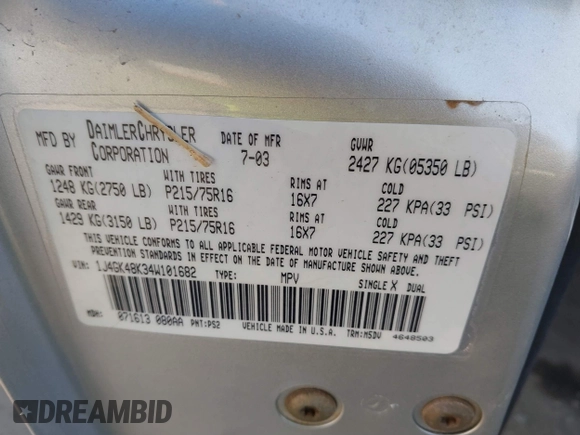 MFD BY DAIMLERCHRYSLER CORPORATION
DATE OF MFR 7-03
GVWR 2427 KG(05350 LB)
GAWR FRONT WITH TIRES RIMS AT COLD
1248 KG(2750 LB) P215/75R16 16X7 227 KPA(33 PSI)
GAWR REAR WITH TIRES RIMS AT COLD
1429 KG(3150 LB) P215/75R16 16X7 227 KPA(33 PSI)
THIS VEHICLE CONFORMS TO ALL APPLICABLE FEDERAL MOTOR VEHICLE SAFETY AND THEFT
PREVENTION STANDARDS IN EFFECT ON THE DATE OF MANUFACTURE SHOWN ABOVE.
VIN: 1J4GK48K34W101682 TYPE: MPV SINGLE X DUAL
MDH: 071613 080AA PNT:PS2 VEHICLE MADE IN U.S.A. TRM:M5DV 4648503
DREAMBID